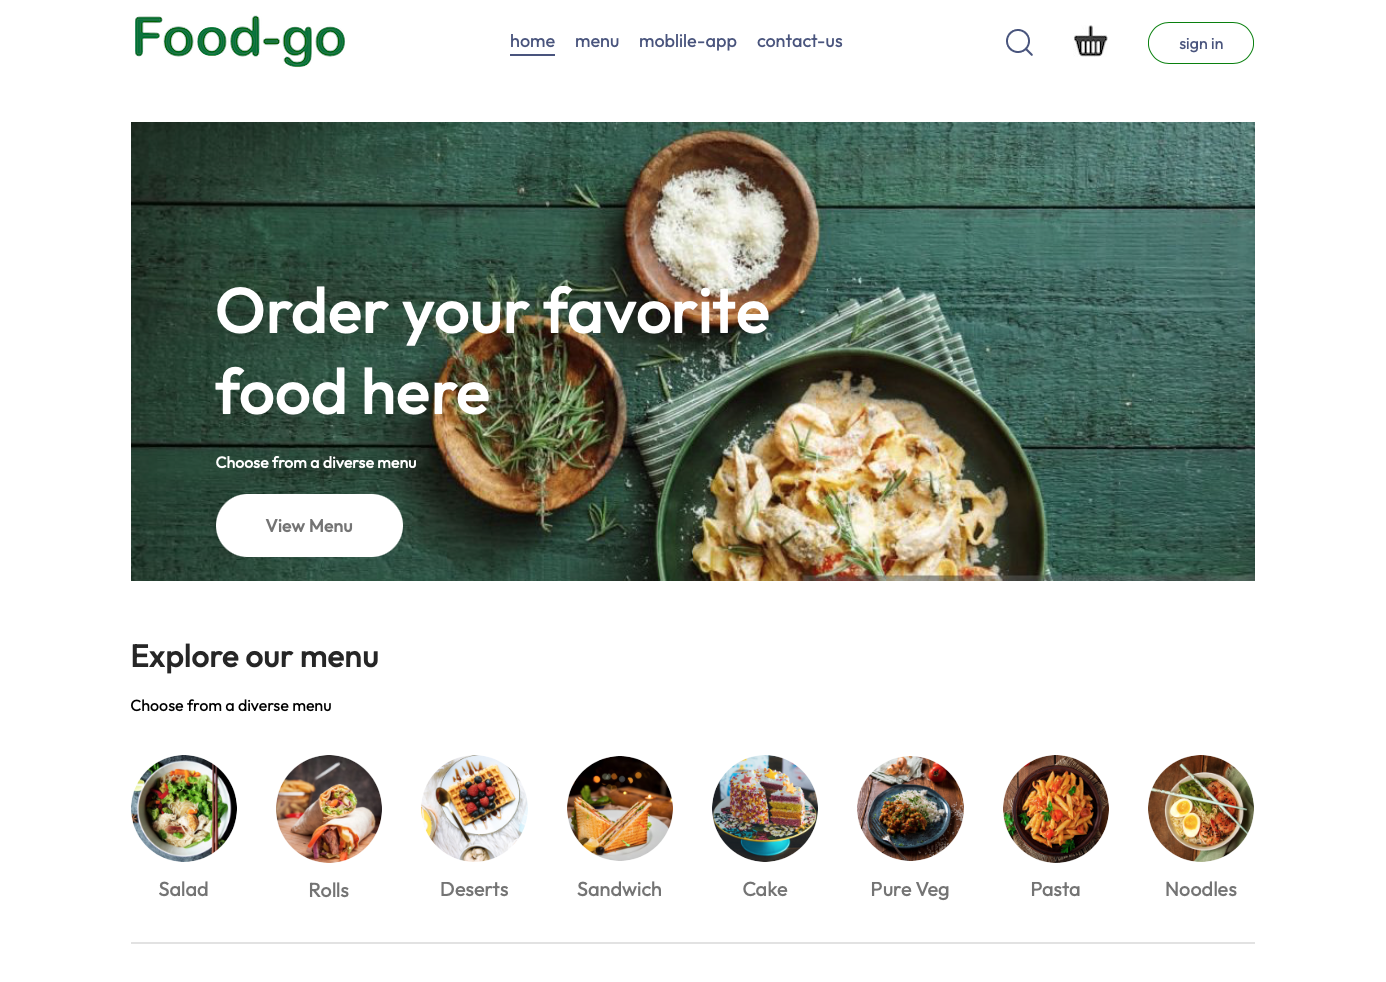 Food-go
home menu moblile-app contact-us
sign in
Order your favorite
food here
Choose from a diverse menu
View Menu
Explore our menu
Choose from a diverse menu
Salad Rolls Deserts Sandwich Cake Pure Veg Pasta Noodles